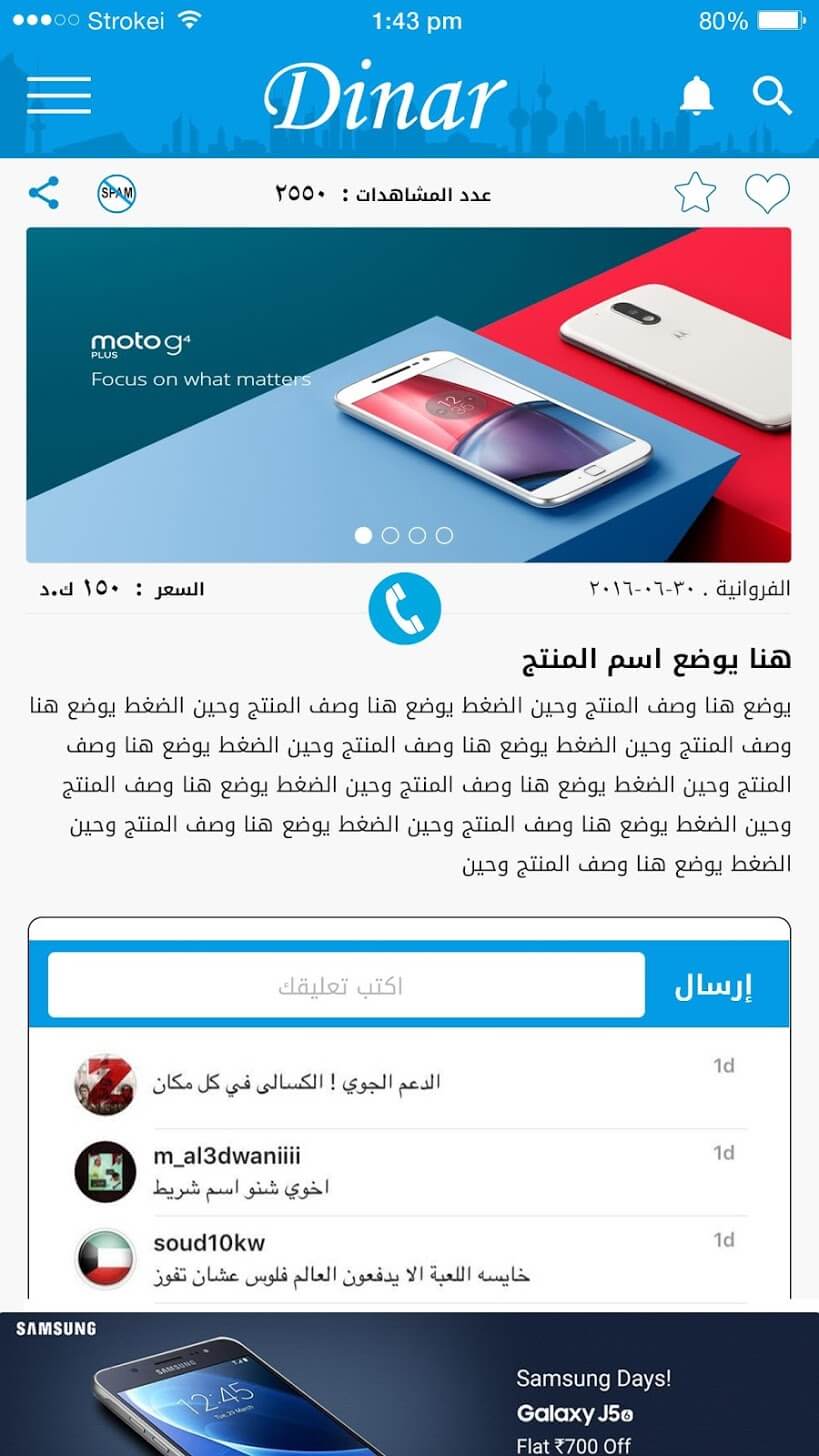 Strokei 1:43 pm 80%
Dinar
SPAM
عدد المشاهدات : ٢٥٥٠
moto g⁴
PLUS
Focus on what matters
12
35
الفروانية . ٣٠-٠٦-٢٠١٦
السعر : ١٥٠ ك.د
هنا يوضع اسم المنتج
يوضع هنا وصف المنتج وحين الضغط يوضع هنا وصف المنتج وحين الضغط يوضع هنا
وصف المنتج وحين الضغط يوضع هنا وصف المنتج وحين الضغط يوضع هنا وصف
المنتج وحين الضغط يوضع هنا وصف المنتج وحين الضغط يوضع هنا وصف المنتج
وحين الضغط يوضع هنا وصف المنتج وحين الضغط يوضع هنا وصف المنتج وحين
الضغط يوضع هنا وصف المنتج وحين
إرسال
اكتب تعليقك
1d
الدعم الجوي ! الكسالى في كل مكان
m_al3dwaniiii 1d
اخوي شنو اسم شريط
soud10kw 1d
خايسه اللعبة الا يدفعون العالم فلوس عشان تفوز
SAMSUNG
SAMSUNG
12:45
Samsung Days!
Galaxy J5⑥
Flat ₹700 Off